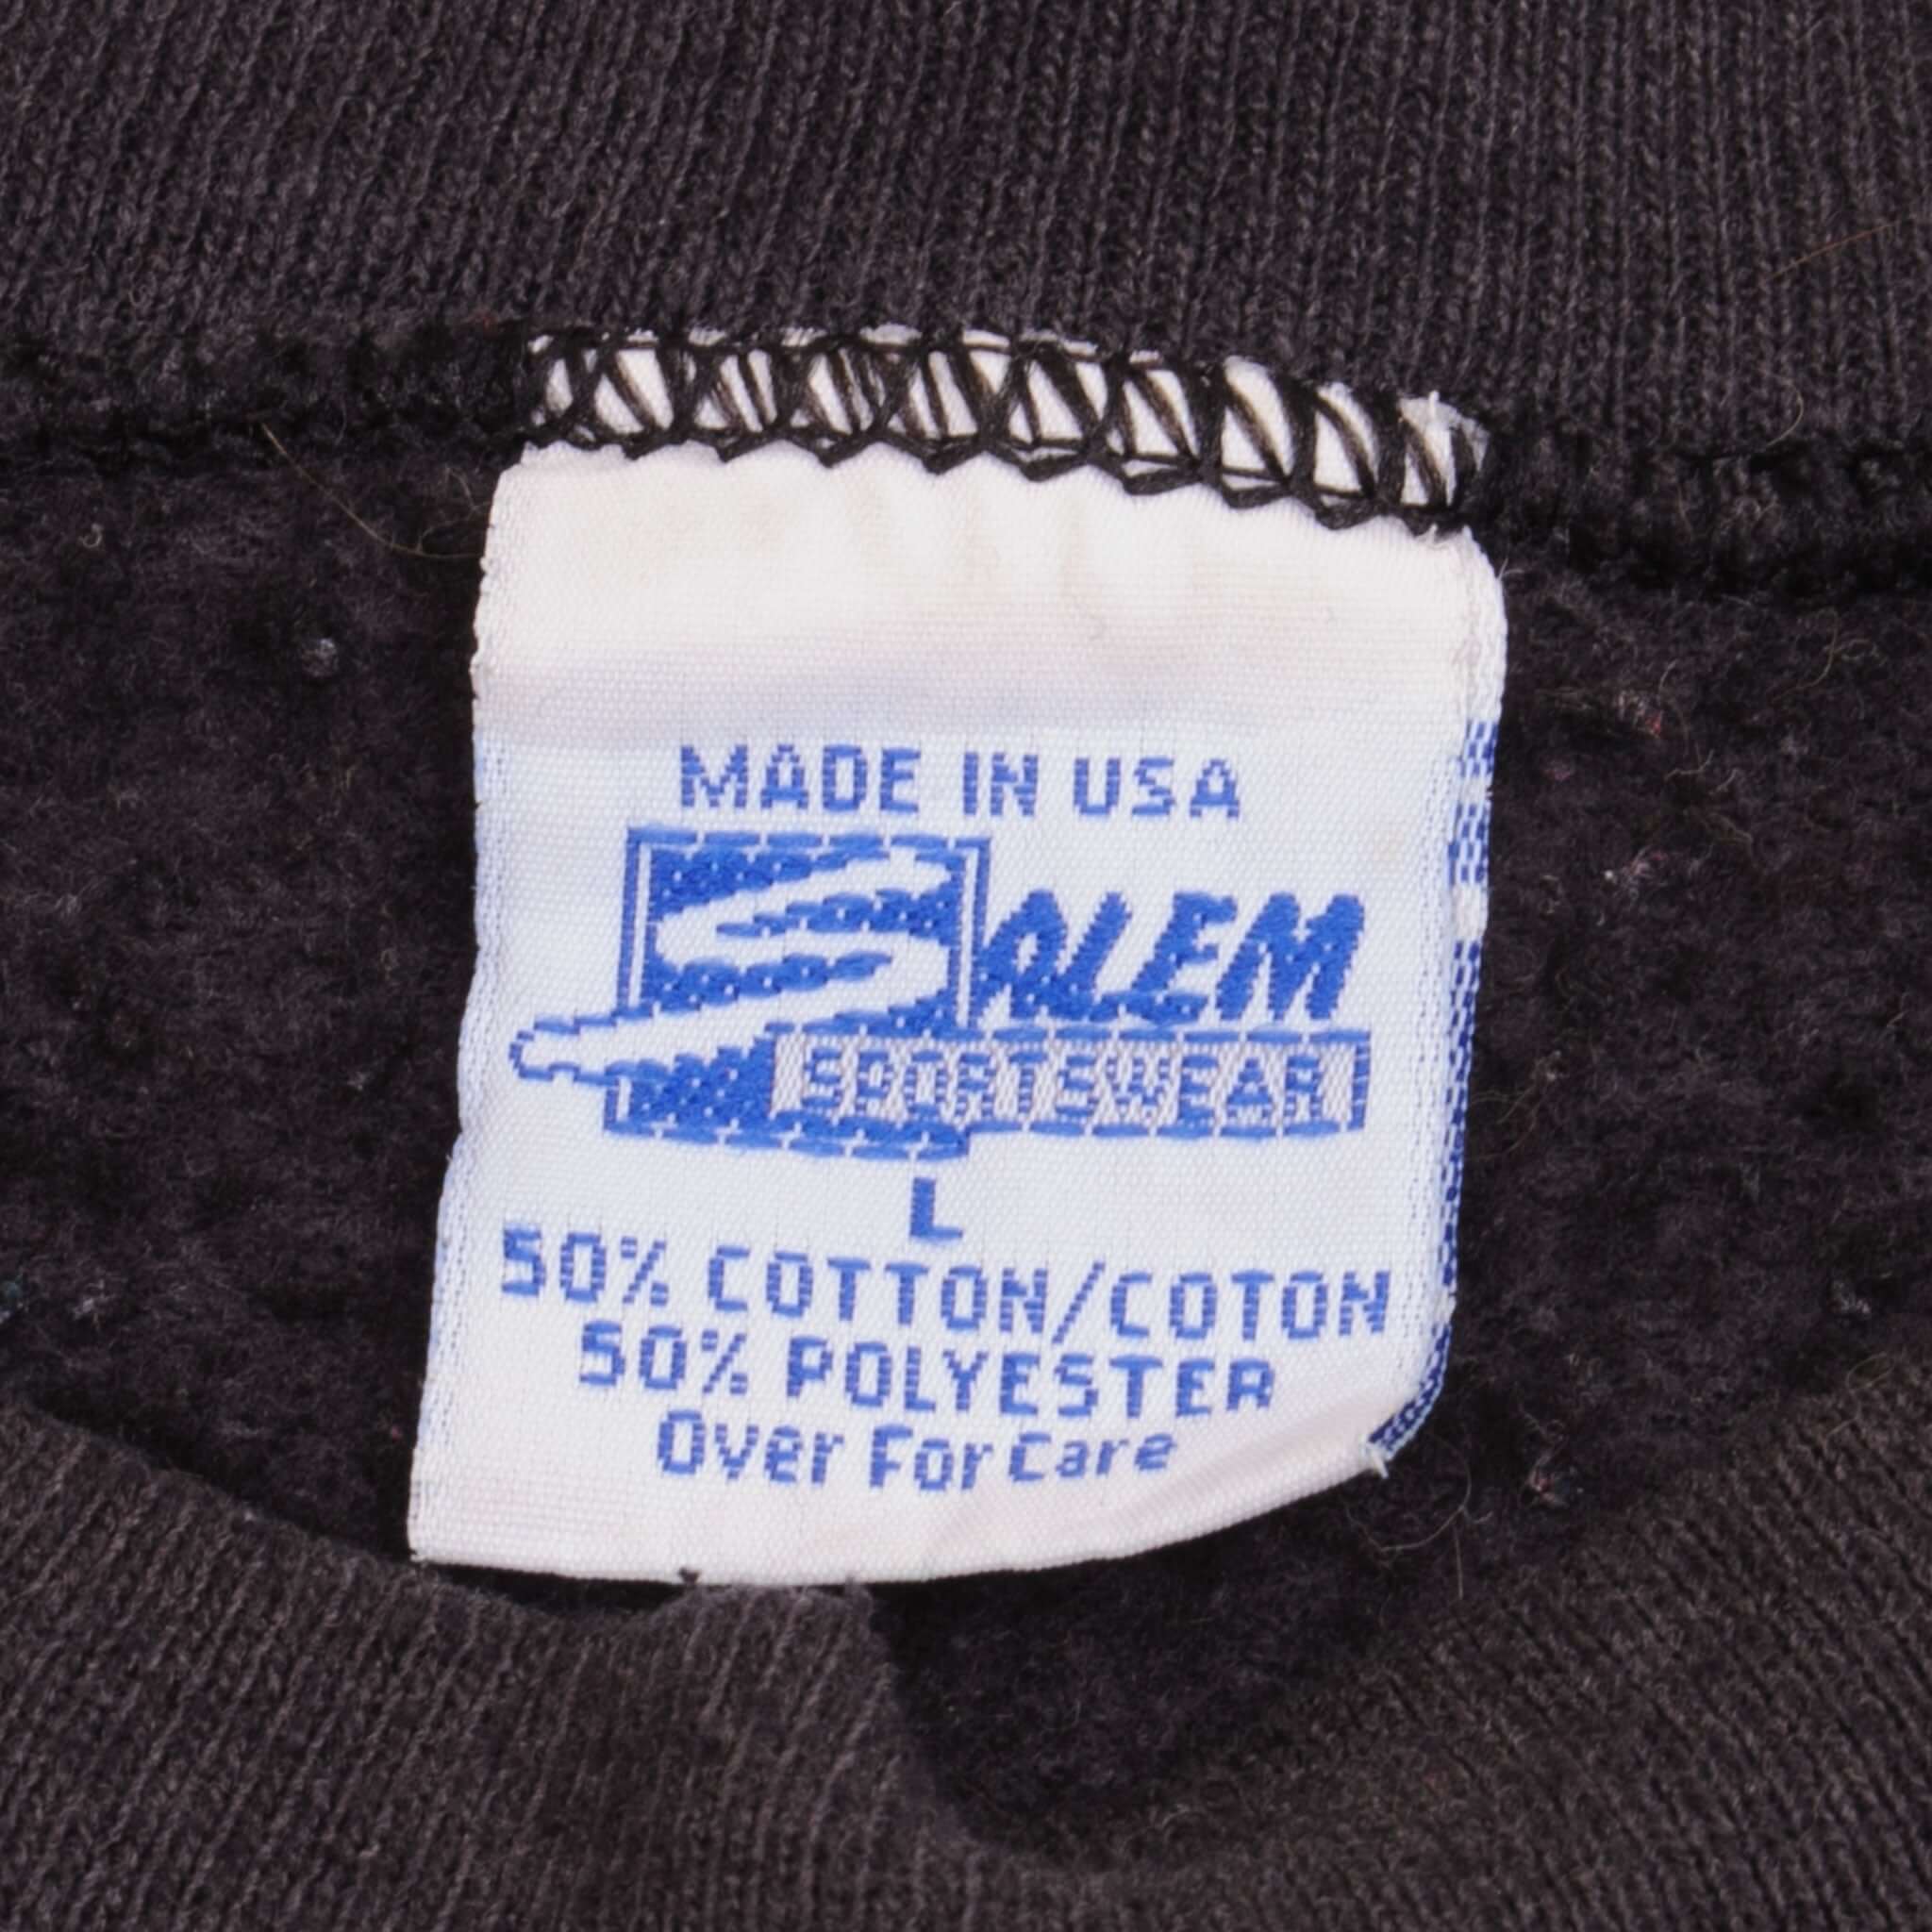 MADE IN USA
SALEM
SPORTSWEAR
L
50% COTTON/COTON
50% POLYESTER
Over For Care